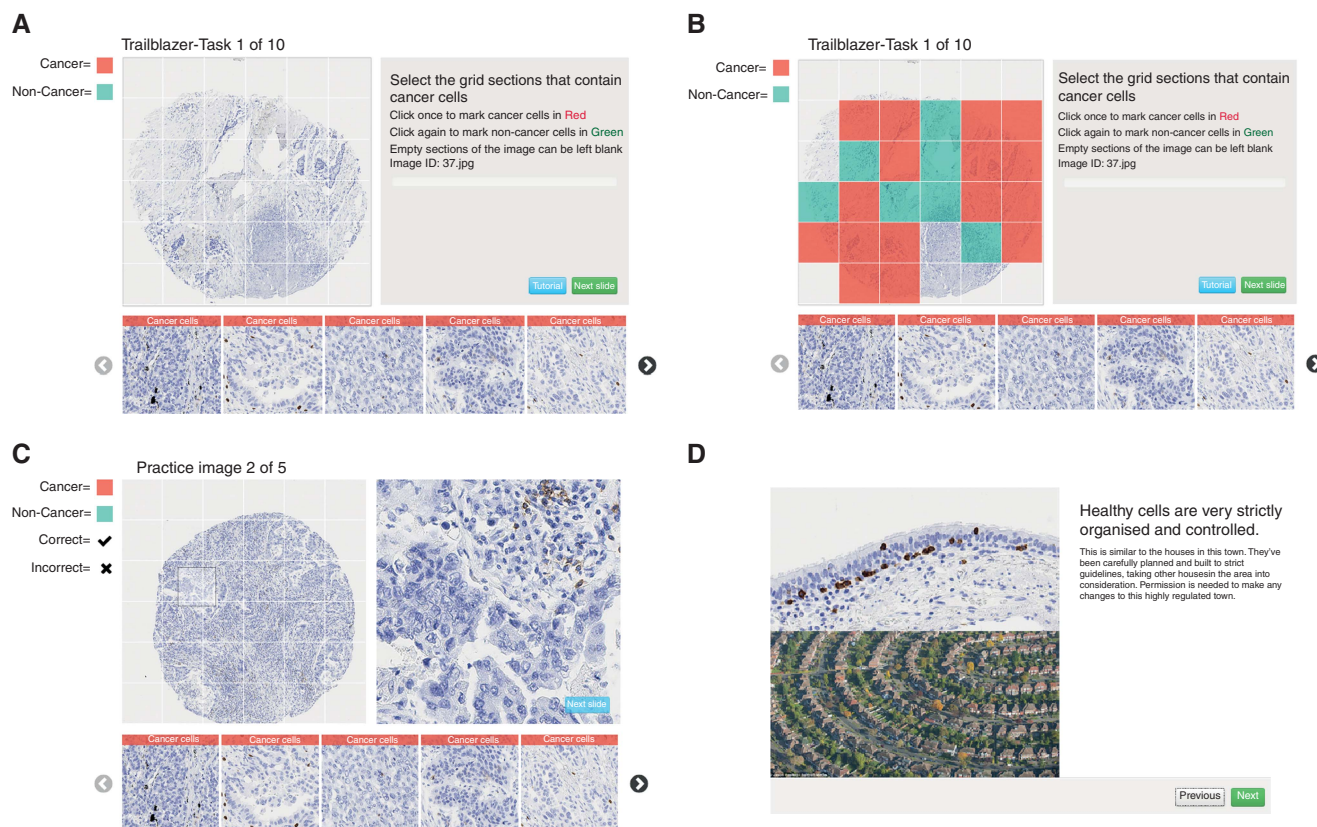 A
Trailblazer-Task 1 of 10
Cancer=
Non-Cancer=
Select the grid sections that contain
cancer cells
Click once to mark cancer cells in Red
Click again to mark non-cancer cells in Green
Empty sections of the image can be left blank
Image ID: 37.jpg
Tutorial
Next slide
Cancer cells
Cancer cells
Cancer cells
Cancer cells
Cancer cells
B
Trailblazer-Task 1 of 10
Cancer=
Non-Cancer=
Select the grid sections that contain
cancer cells
Click once to mark cancer cells in Red
Click again to mark non-cancer cells in Green
Empty sections of the image can be left blank
Image ID: 37.jpg
Tutorial
Next slide
Cancer cells
Cancer cells
Cancer cells
Cancer cells
Cancer cells
C
Practice image 2 of 5
Cancer=
Non-Cancer=
Correct=
Incorrect=
Next slide
Cancer cells
Cancer cells
Cancer cells
Cancer cells
Cancer cells
D
Healthy cells are very strictly
organised and controlled.
This is similar to the houses in this town. They've
been carefully planned and built to strict
guidelines, taking other housesin the area into
consideration. Permission is needed to make any
changes to this highly regulated town.
Previous
Next